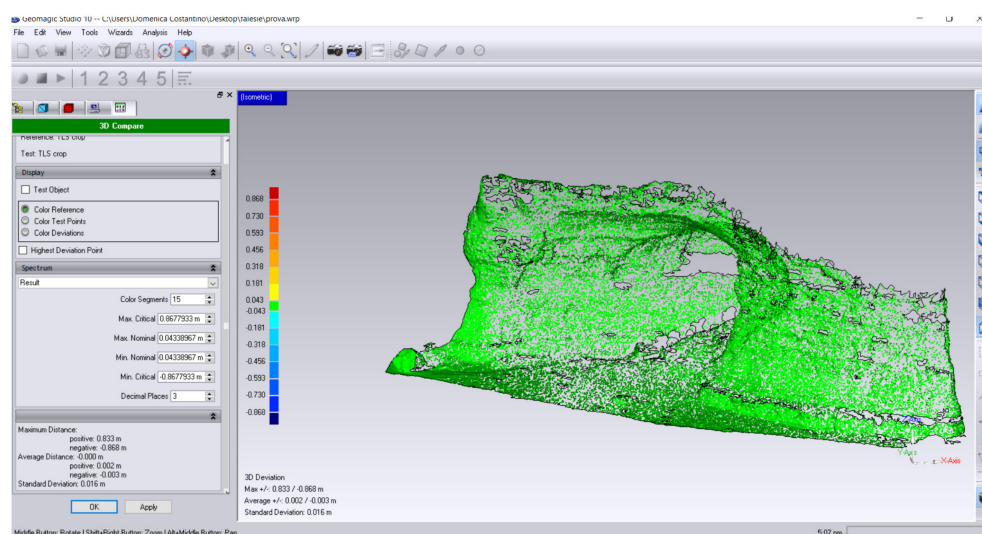 Geomagic Studio 10 -- C:\Users\Domenica Costantino\Desktop\falesie\prova.wrp
File Edit View Tools Wizards Analysis Help
1 2 3 4 5
(Isometric)
3D Compare
Reference: TLS crop
Test: TLS crop
Display
Test Object
Color Reference
Color Test Points
Color Deviations
Highest Deviation Point
Spectrum
Result
Color Segments 15
Max. Critical 0.8677933 m
Max. Nominal 0.04338967 m
Min. Nominal 0.04338967 m
Min. Critical -0.8677933 m
Decimal Places 3
Maximum Distance:
positive: 0.833 m
negative: -0.868 m
Average Distance: -0.000 m
positive: 0.002 m
negative: -0.003 m
Standard Deviation: 0.016 m
OK Apply
0.868
0.730
0.593
0.456
0.318
0.181
0.043
-0.043
-0.181
-0.318
-0.456
-0.593
-0.730
-0.868
Y-Axis
X-Axis
3D Deviation
Max +/-: 0.833 / -0.868 m
Average +/-: 0.002 / -0.003 m
Standard Deviation: 0.016 m
Middle Button: Rotate | Shift+Right Button: Zoom | Alt+Middle Button: Pan
5:07 pm